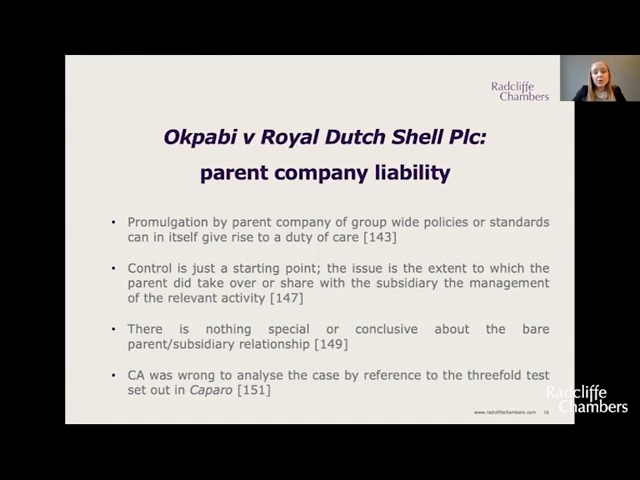 Radcliffe
Chambers
Okpabi v Royal Dutch Shell Plc:
parent company liability
• Promulgation by parent company of group wide policies or standards
can in itself give rise to a duty of care [143]
• Control is just a starting point; the issue is the extent to which the
parent did take over or share with the subsidiary the management
of the relevant activity [147]
• There is nothing special or conclusive about the bare
parent/subsidiary relationship [149]
• CA was wrong to analyse the case by reference to the threefold test
set out in Caparo [151]
Radcliffe
Chambers
www.radcliffechambers.com 16